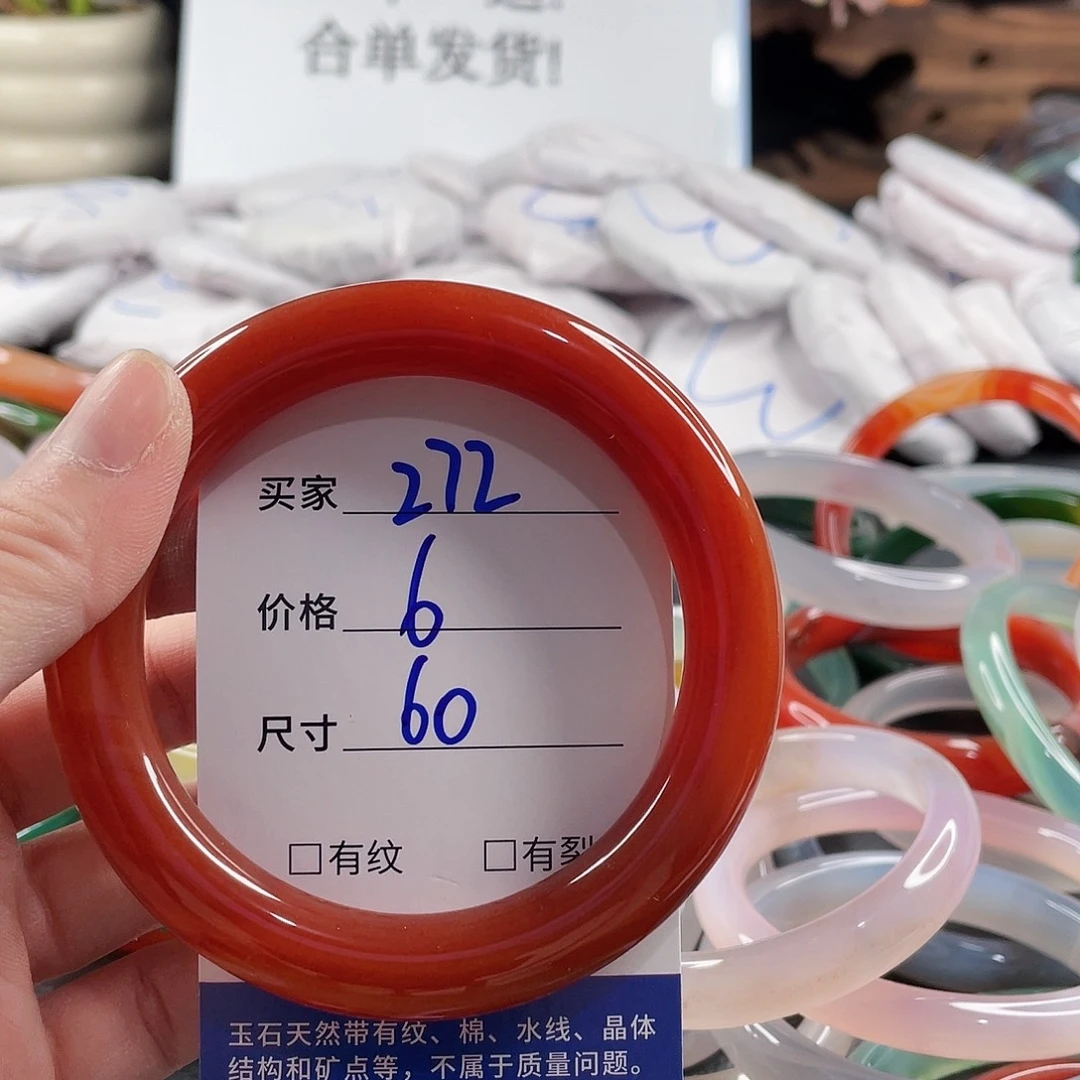 合单发货!
买家 272
价格 6
尺寸 60
□有纹 □有裂
玉石天然带有纹、棉、水线、晶体
结构和矿点等，不属于质量问题。